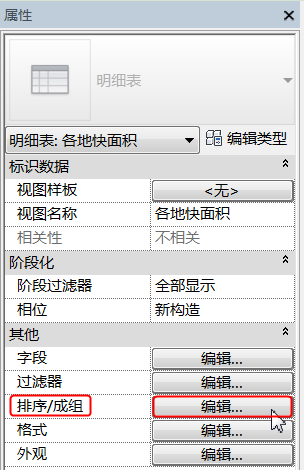 属性
明细表
明细表: 各地快面积 编辑类型
标识数据
视图样板 <无>
视图名称 各地快面积
相关性 不相关
阶段化
阶段过滤器 全部显示
相位 新构造
其他
字段 编辑...
过滤器 编辑...
排序/成组 编辑...
格式 编辑...
外观 编辑...